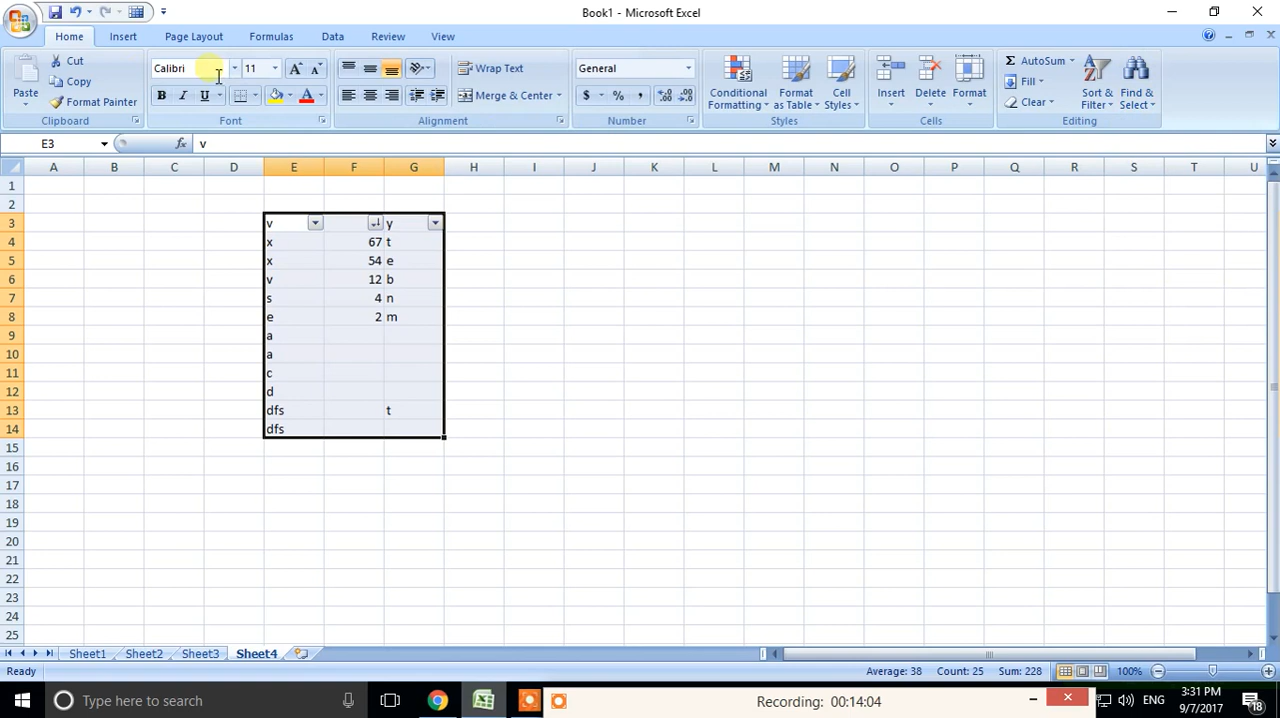 Book1 - Microsoft Excel
Home Insert Page Layout Formulas Data Review View
Paste
Cut
Copy
Format Painter
Clipboard
Calibri 11
B I U
Font
Wrap Text
Merge & Center
Alignment
General
$ % ,
Number
Conditional Formatting
Format as Table
Cell Styles
Styles
Insert
Delete
Format
Cells
Σ AutoSum
Fill
Clear
Sort & Filter
Find & Select
Editing
E3 fx v
A B C D E F G H I J K L M N O P Q R S T U
1
2
3 v y
4 x 67 t
5 x 54 e
6 v 12 b
7 s 4 n
8 e 2 m
9 a
10 a
11 c
12 d
13 dfs t
14 dfs
15
16
17
18
19
20
21
22
23
24
25
Sheet1 Sheet2 Sheet3 Sheet4
Ready Average: 38 Count: 25 Sum: 228 100%
Type here to search
Recording: 00:14:04
ENG
3:31 PM
9/7/2017
18